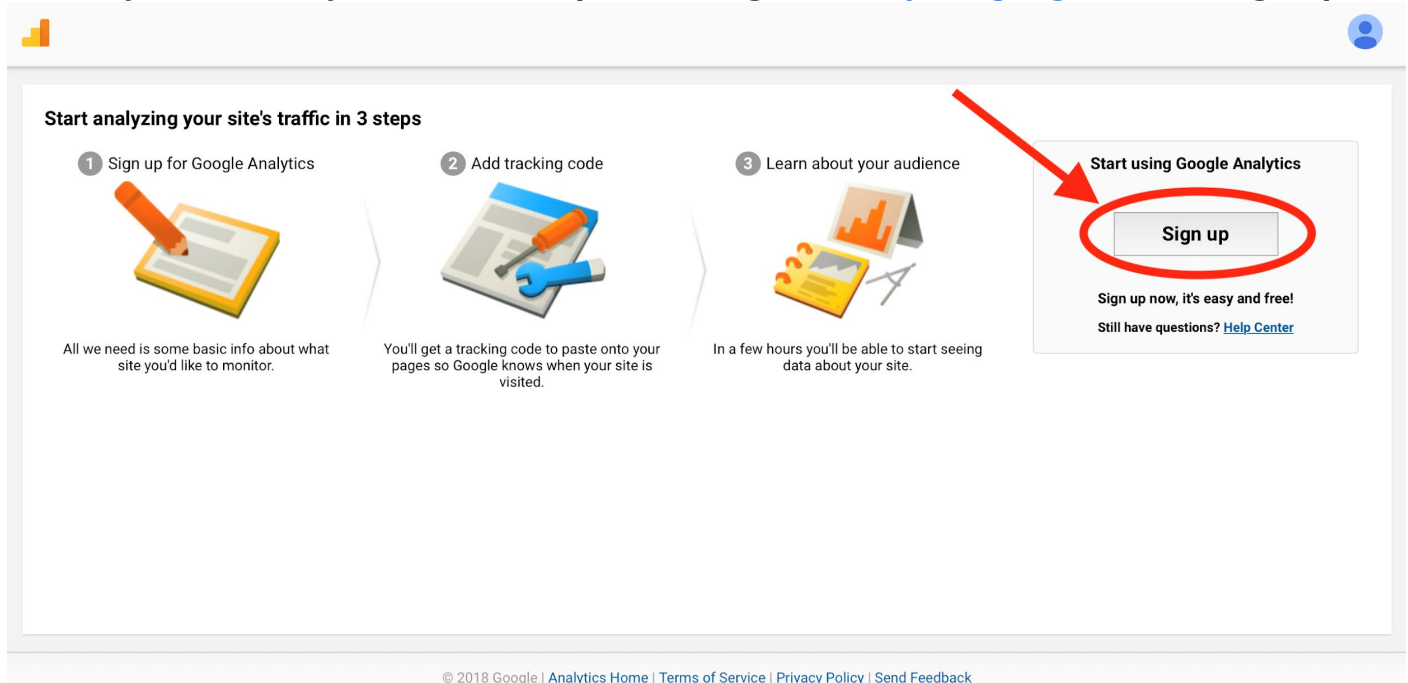 Start analyzing your site's traffic in 3 steps
1 Sign up for Google Analytics
All we need is some basic info about what
site you'd like to monitor.
2 Add tracking code
You'll get a tracking code to paste onto your
pages so Google knows when your site is
visited.
3 Learn about your audience
In a few hours you'll be able to start seeing
data about your site.
Start using Google Analytics
Sign up
Sign up now, it's easy and free!
Still have questions? Help Center
© 2018 Google | Analytics Home | Terms of Service | Privacy Policy | Send Feedback